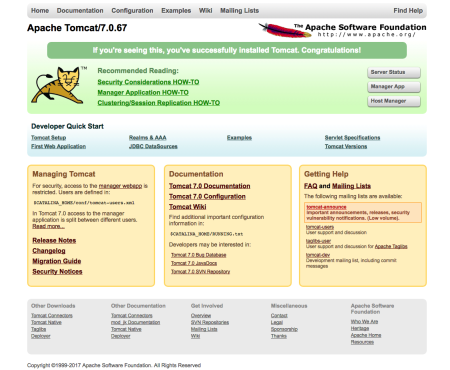 Home Documentation Configuration Examples Wiki Mailing Lists Find Help
Apache Tomcat/7.0.67
The Apache Software Foundation
http://www.apache.org/
If you're seeing this, you've successfully installed Tomcat. Congratulations!
TM
Recommended Reading:
Security Considerations HOW-TO
Manager Application HOW-TO
Clustering/Session Replication HOW-TO
Server Status
Manager App
Host Manager
Developer Quick Start
Tomcat Setup
First Web Application
Realms & AAA
JDBC DataSources
Examples
Servlet Specifications
Tomcat Versions
Managing Tomcat
For security, access to the manager webapp is
restricted. Users are defined in:
$CATALINA_HOME/conf/tomcat-users.xml
In Tomcat 7.0 access to the manager
application is split between different users.
Read more...
Release Notes
Changelog
Migration Guide
Security Notices
Documentation
Tomcat 7.0 Documentation
Tomcat 7.0 Configuration
Tomcat Wiki
Find additional important configuration
information in:
$CATALINA_HOME/RUNNING.txt
Developers may be interested in:
Tomcat 7.0 Bug Database
Tomcat 7.0 JavaDocs
Tomcat 7.0 SVN Repository
Getting Help
FAQ and Mailing Lists
The following mailing lists are available:
tomcat-announce
Important announcements, releases, security
vulnerability notifications. (Low volume).
tomcat-users
User support and discussion
taglibs-user
User support and discussion for Apache Taglibs
tomcat-dev
Development mailing list, including commit
messages
Other Downloads
Tomcat Connectors
Tomcat Native
Taglibs
Deployer
Other Documentation
Tomcat Connectors
mod_jk Documentation
Tomcat Native
Deployer
Get Involved
Overview
SVN Repositories
Mailing Lists
Wiki
Miscellaneous
Contact
Legal
Sponsorship
Thanks
Apache Software
Foundation
Who We Are
Heritage
Apache Home
Resources
Copyright ©1999-2017 Apache Software Foundation. All Rights Reserved